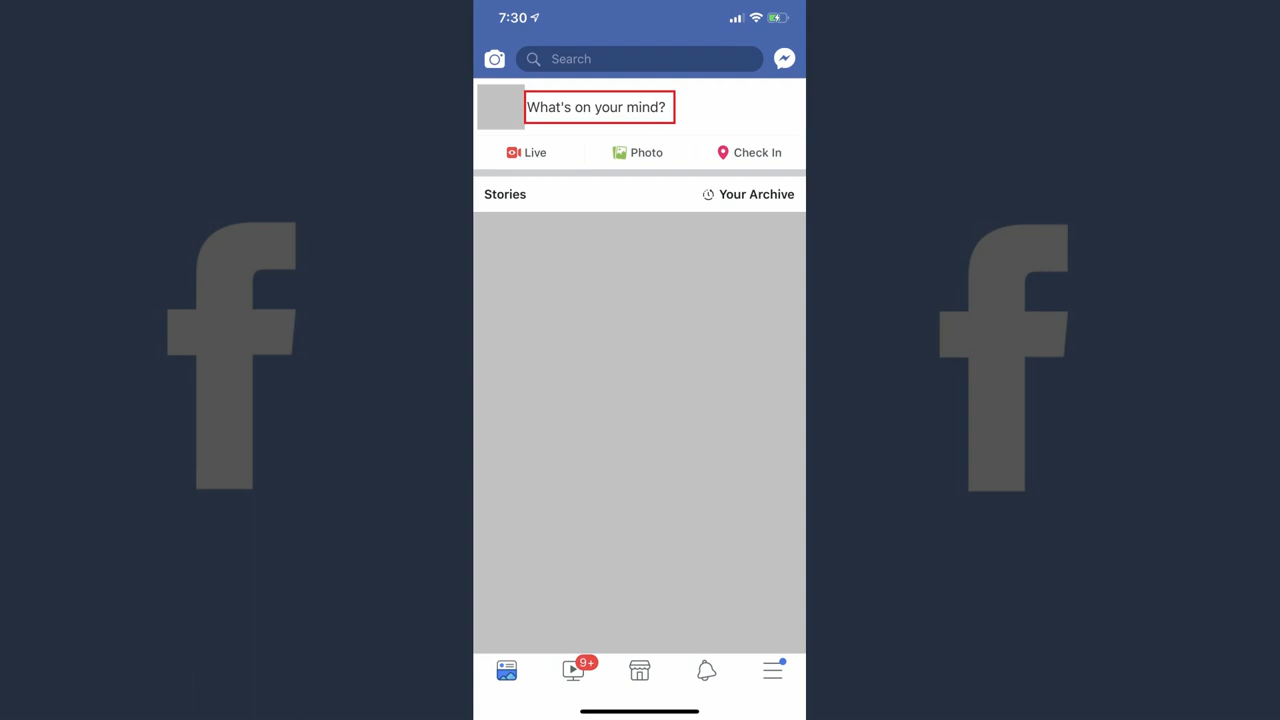 7:30
Search
What's on your mind?
Live
Photo
Check In
Stories
Your Archive
9+